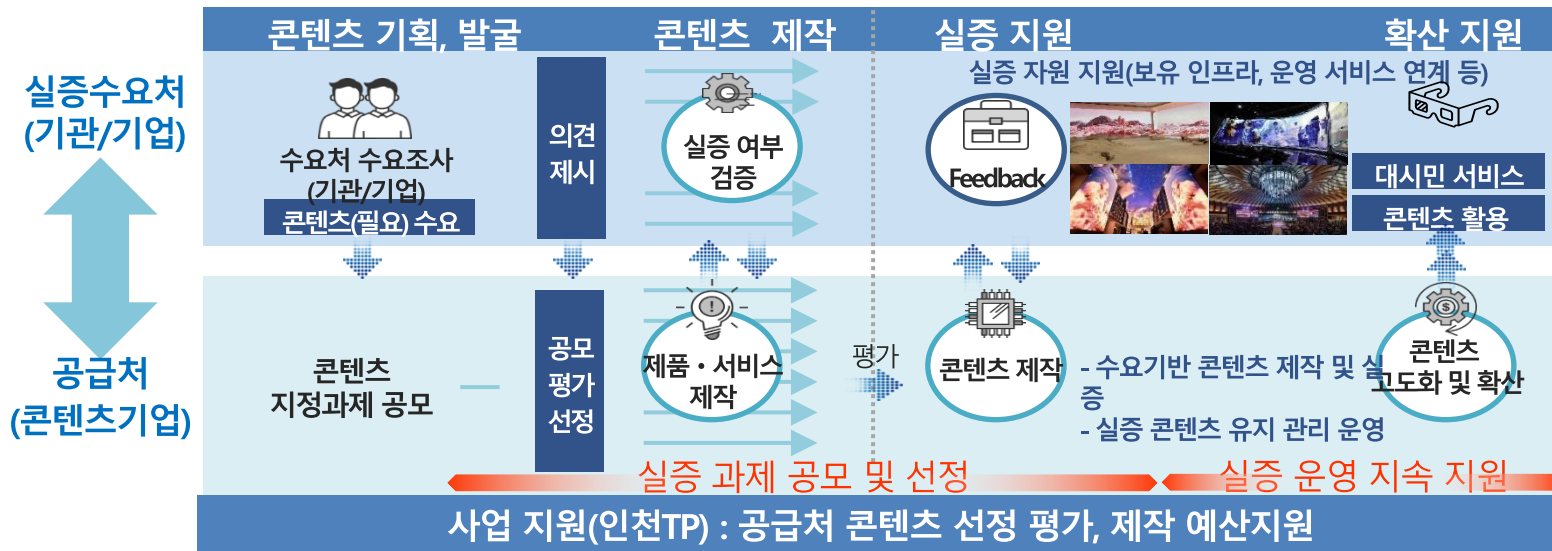 콘텐츠 기획, 발굴
콘텐츠 제작
실증 지원
확산 지원
실증수요처
(기관/기업)
수요처 수요조사
(기관/기업)
콘텐츠(필요) 수요
의견
제시
실증 여부
검증
실증 자원 지원(보유 인프라, 운영 서비스 연계 등)
Feedback
대시민 서비스
콘텐츠 활용
공급처
(콘텐츠기업)
콘텐츠
지정과제 공모
공모
평가
선정
제품・서비스
제작
평가
콘텐츠 제작
- 수요기반 콘텐츠 제작 및 실
증
- 실증 콘텐츠 유지 관리 운영
콘텐츠
고도화 및 확산
실증 과제 공모 및 선정
실증 운영 지속 지원
사업 지원(인천TP) : 공급처 콘텐츠 선정 평가, 제작 예산지원